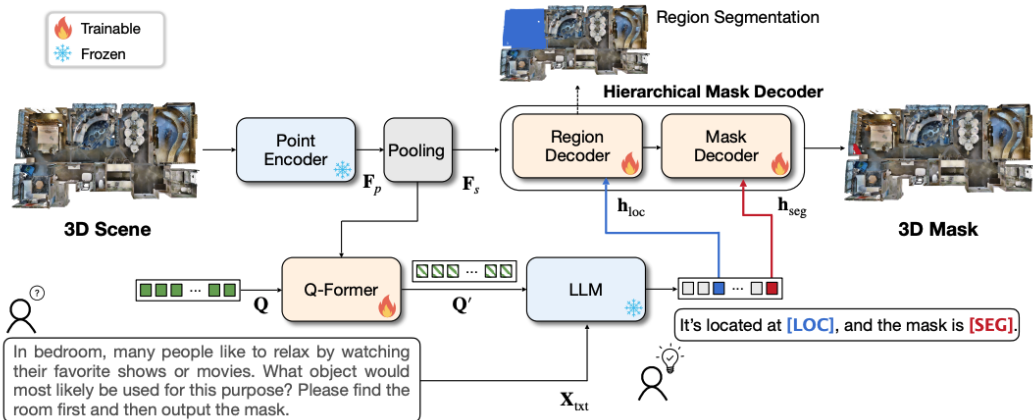 Trainable
Frozen
Region Segmentation
Hierarchical Mask Decoder
Point
Encoder
Pooling
Region
Decoder
Mask
Decoder
F_p
F_s
3D Scene
h_loc
h_seg
3D Mask
Q
Q-Former
Q′
LLM
?
It's located at [LOC], and the mask is [SEG].
In bedroom, many people like to relax by watching
their favorite shows or movies. What object would
most likely be used for this purpose? Please find the
room first and then output the mask.
X_txt